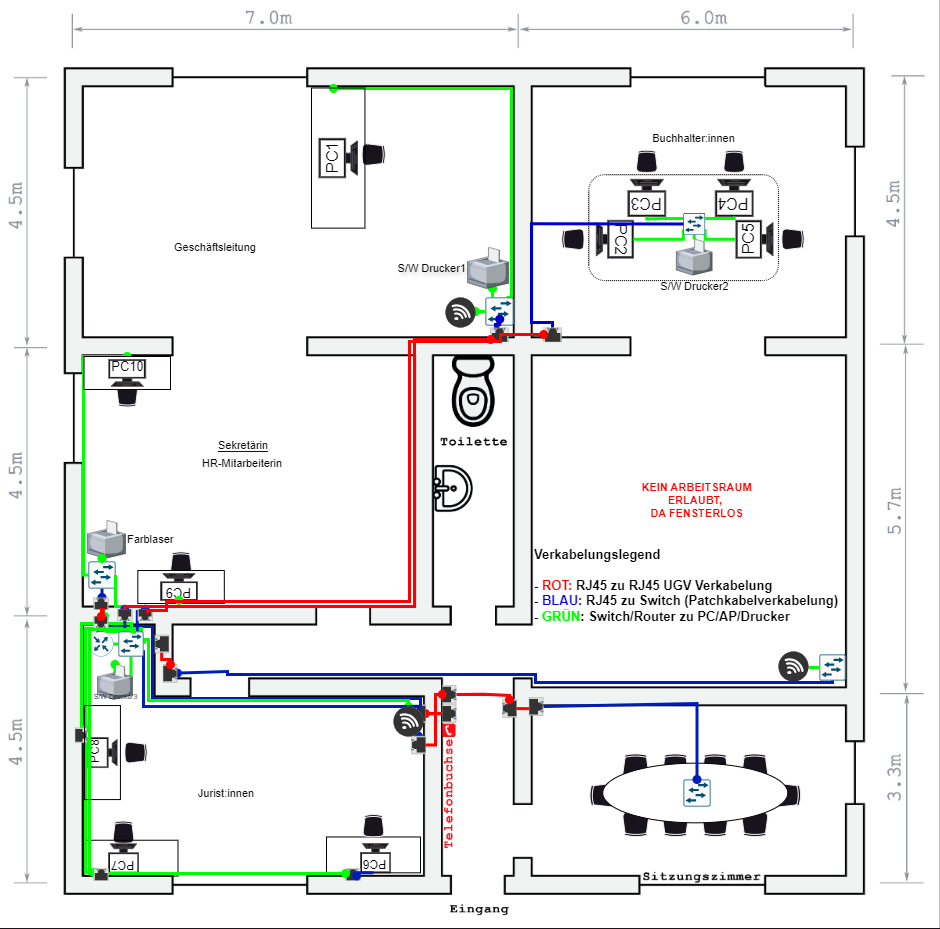 7.0m
6.0m
4.5m
4.5m
4.5m
4.5m
5.7m
3.3m
Buchhalter:innen
PC1
PC3
PC4
PC2
PC5
Geschäftsleitung
S/W Drucker1
S/W Drucker2
PC10
Toilette
Sekretärin
HR-Mitarbeiterin
KEIN ARBEITSRAUM
ERLAUBT,
DA FENSTERLOS
Farblaser
PC9
Verkabelungslegend
- ROT: RJ45 zu RJ45 UGV Verkabelung
- BLAU: RJ45 zu Switch (Patchkabelverkabelung)
- GRÜN: Switch/Router zu PC/AP/Drucker
S/W Drucker3
PC8
Telefonbuchse
Jurist:innen
PC7
PC6
Sitzungszimmer
Eingang